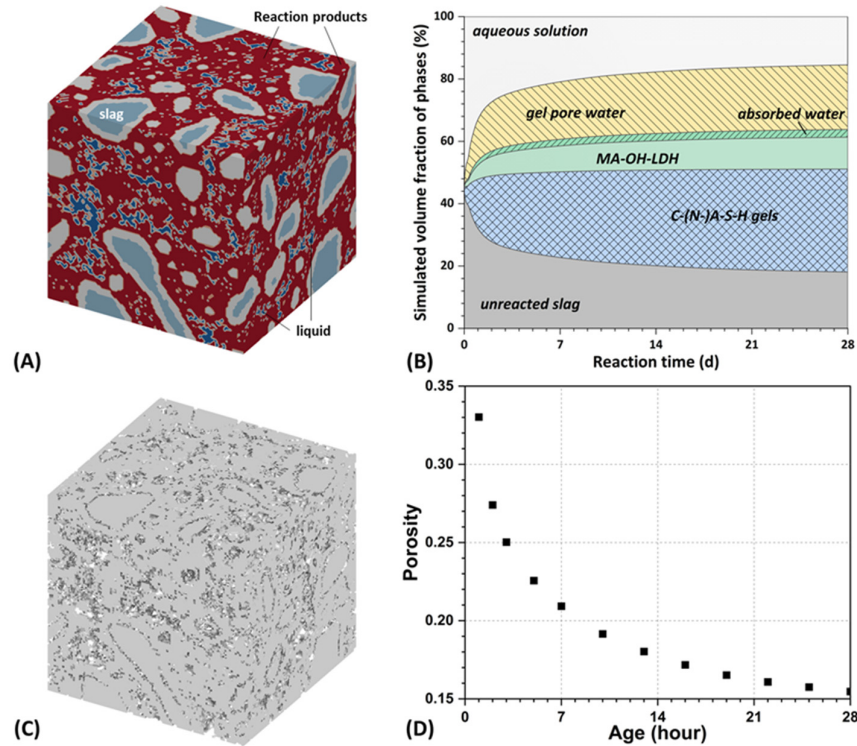 Reaction products
slag
liquid
(A)
Simulated volume fraction of phases (%)
100
80
60
40
20
0
aqueous solution
gel pore water
absorbed water
MA-OH-LDH
C-(N-)A-S-H gels
unreacted slag
0
7
14
21
28
Reaction time (d)
(B)
(C)
Porosity
0.35
0.30
0.25
0.20
0.15
0
7
14
21
28
Age (hour)
(D)